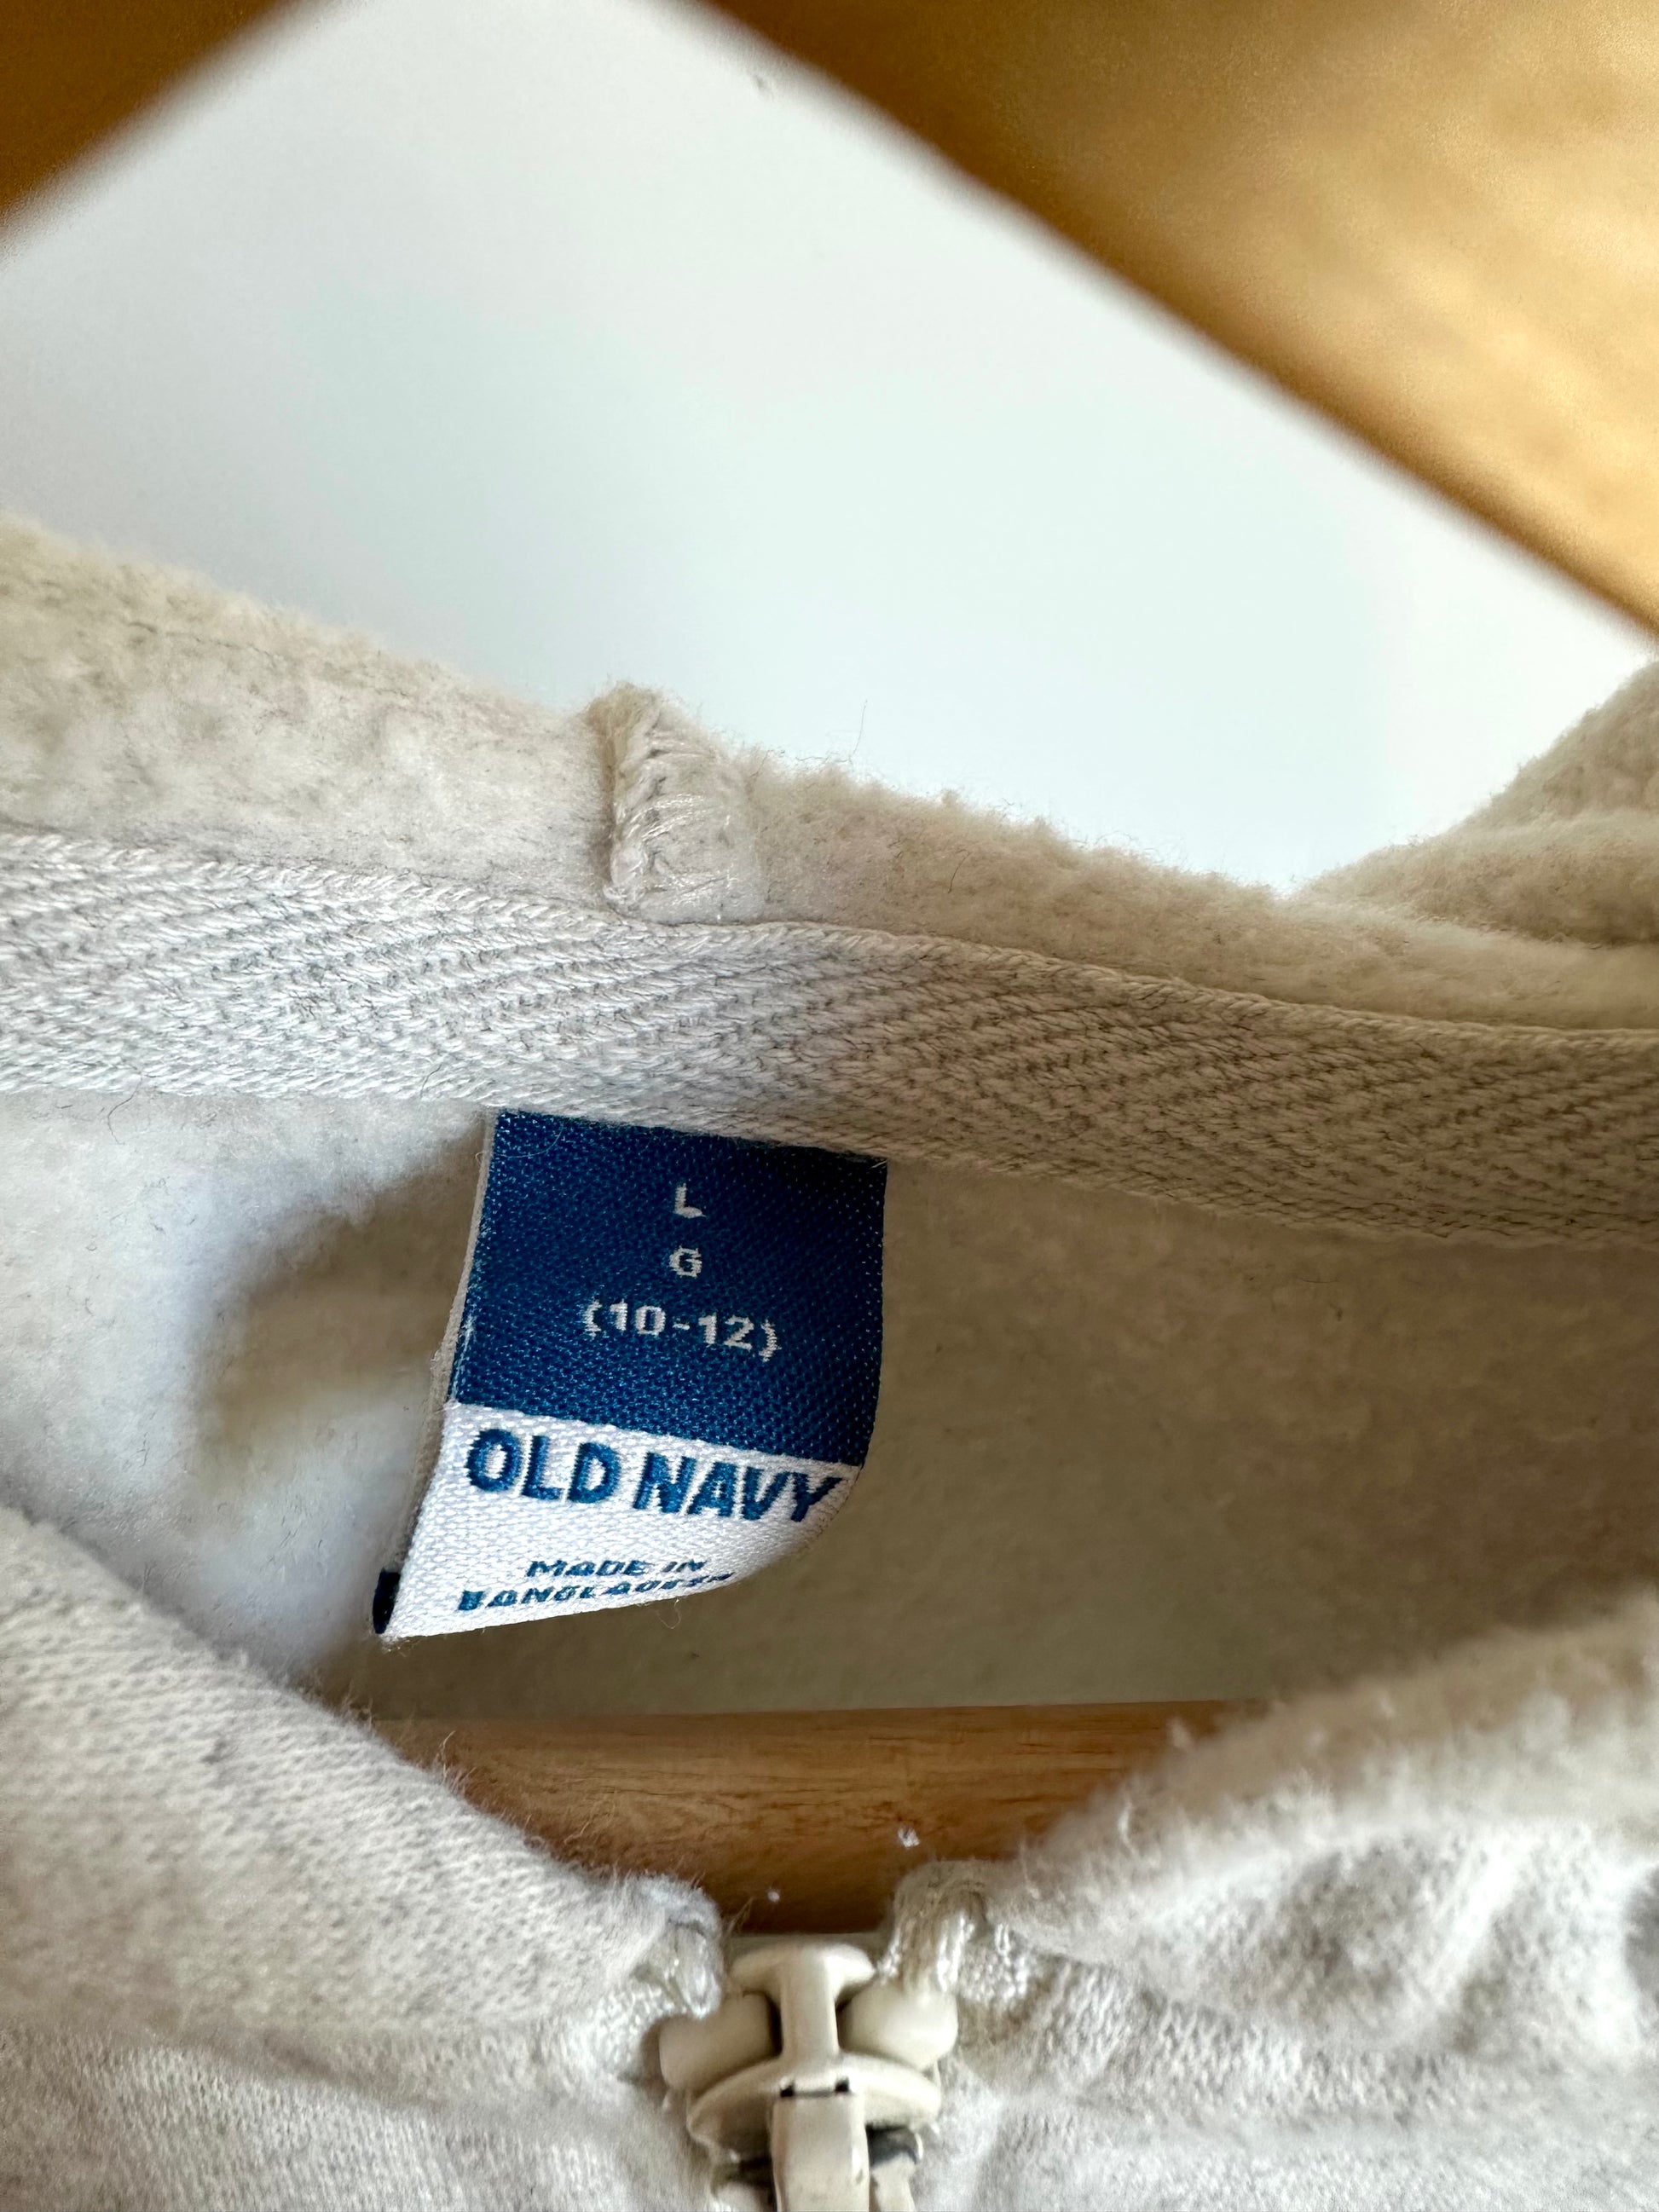 L
G
(10-12)
OLD NAVY
MADE IN
BANGLADESH